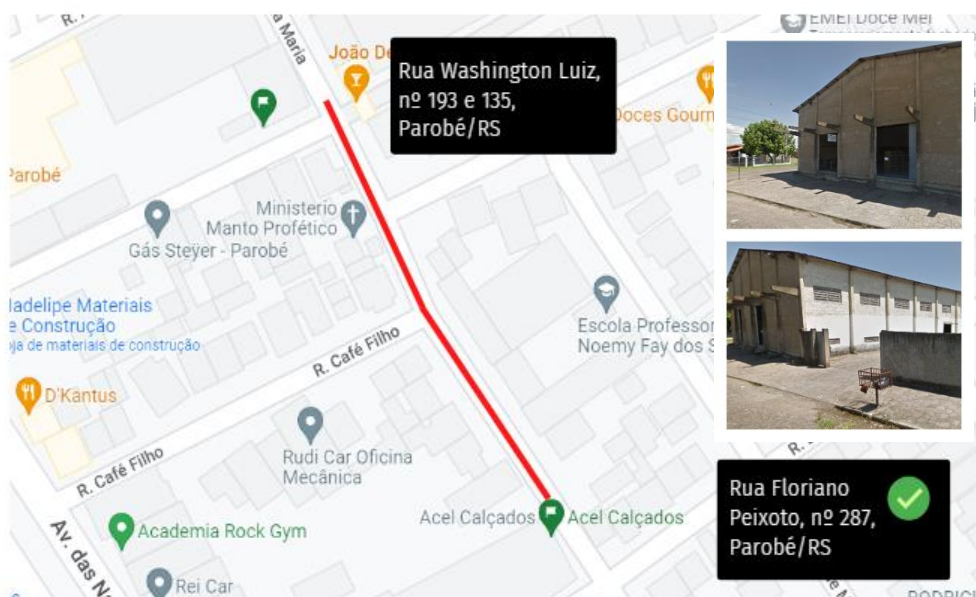 EMEI Doce Mel
Maria
João De
Rua Washington Luiz,
nº 193 e 135,
Parobé/RS
Doces Gourm
Parobé
Ministerio
Manto Profético
Gás Steyer - Parobé
Madelipe Materiais
e Construção
oja de materiais de construção
Escola Professor
Noemy Fay dos S
R. Café Filho
D'Kantus
Rudi Car Oficina
Mecânica
R. Café Filho
Acel Calçados
Acel Calçados
Academia Rock Gym
Av. das No
Rei Car
Rua Floriano
Peixoto, nº 287,
Parobé/RS
RODRIG